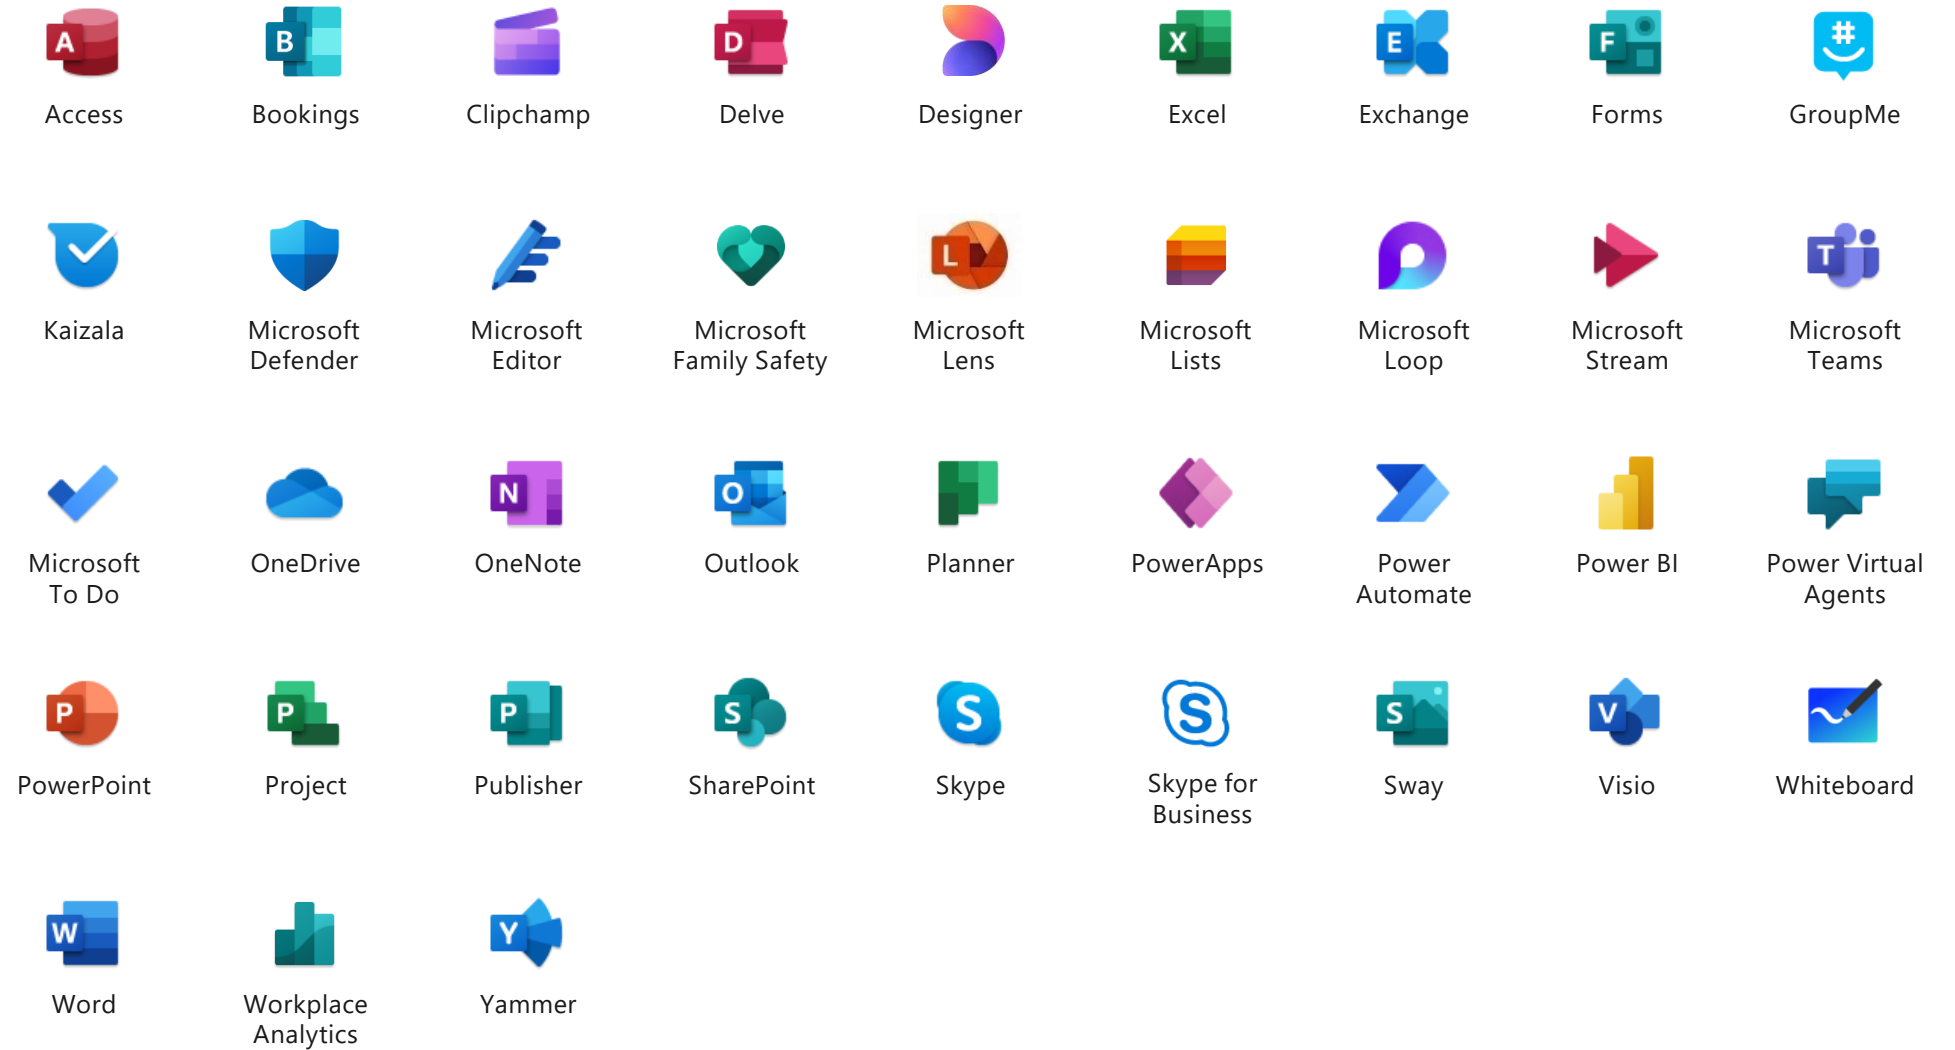 A B D X E F #
Access Bookings Clipchamp Delve Designer Excel Exchange Forms GroupMe
L T
Kaizala Microsoft Microsoft Microsoft Microsoft Microsoft Microsoft Microsoft Microsoft
Defender Editor Family Safety Lens Lists Loop Stream Teams
N O
Microsoft OneDrive OneNote Outlook Planner PowerApps Power Power BI Power Virtual
To Do Automate Agents
P P P S S S S V
PowerPoint Project Publisher SharePoint Skype Skype for Sway Visio Whiteboard
Business
W Y
Word Workplace Yammer
Analytics